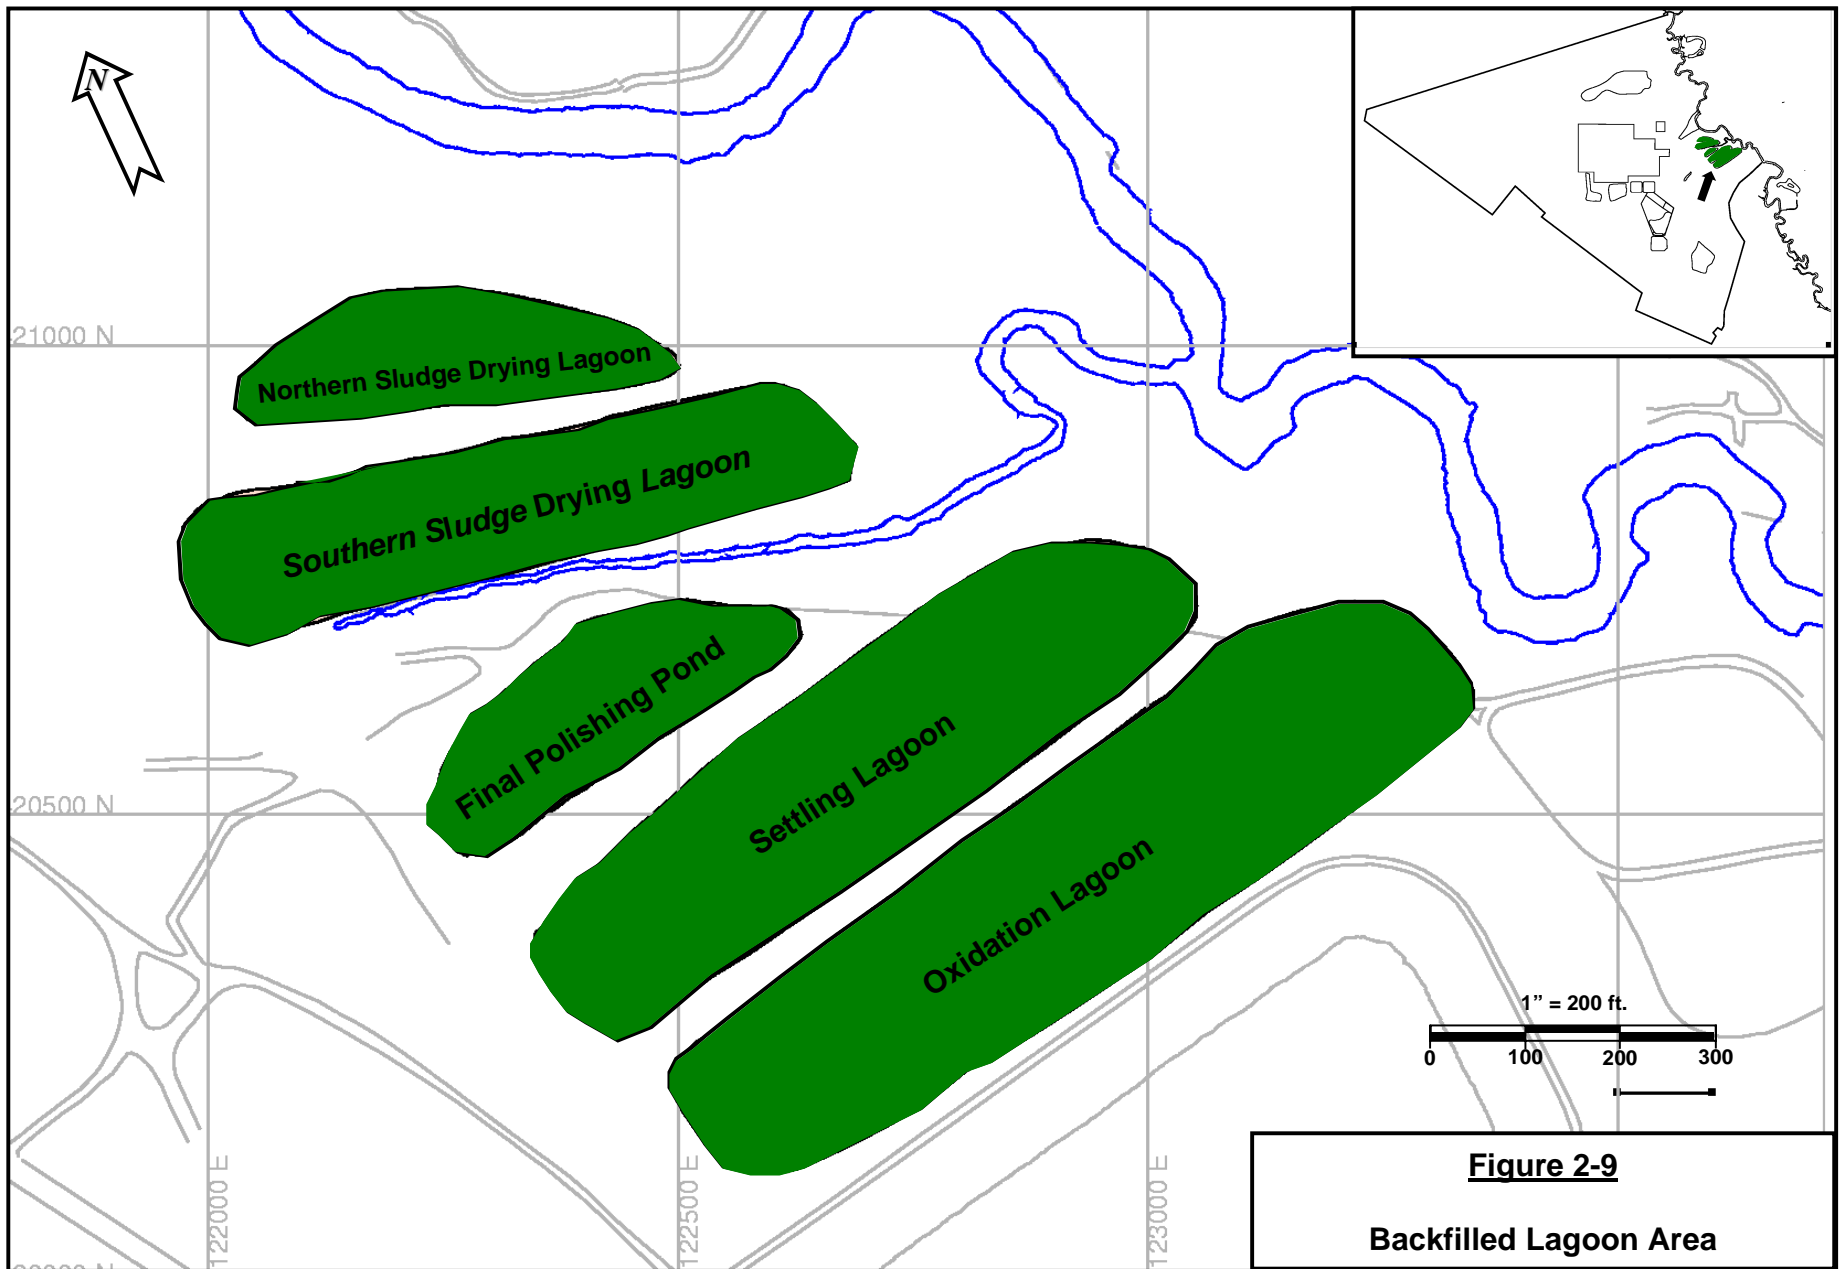 N
21000 N
Northern Sludge Drying Lagoon
Southern Sludge Drying Lagoon
Final Polishing Pond
Settling Lagoon
20500 N
Oxidation Lagoon
1” = 200 ft.
0 100 200 300
122000 E
122500 E
123000 E
20000 N
Figure 2-9
Backfilled Lagoon Area